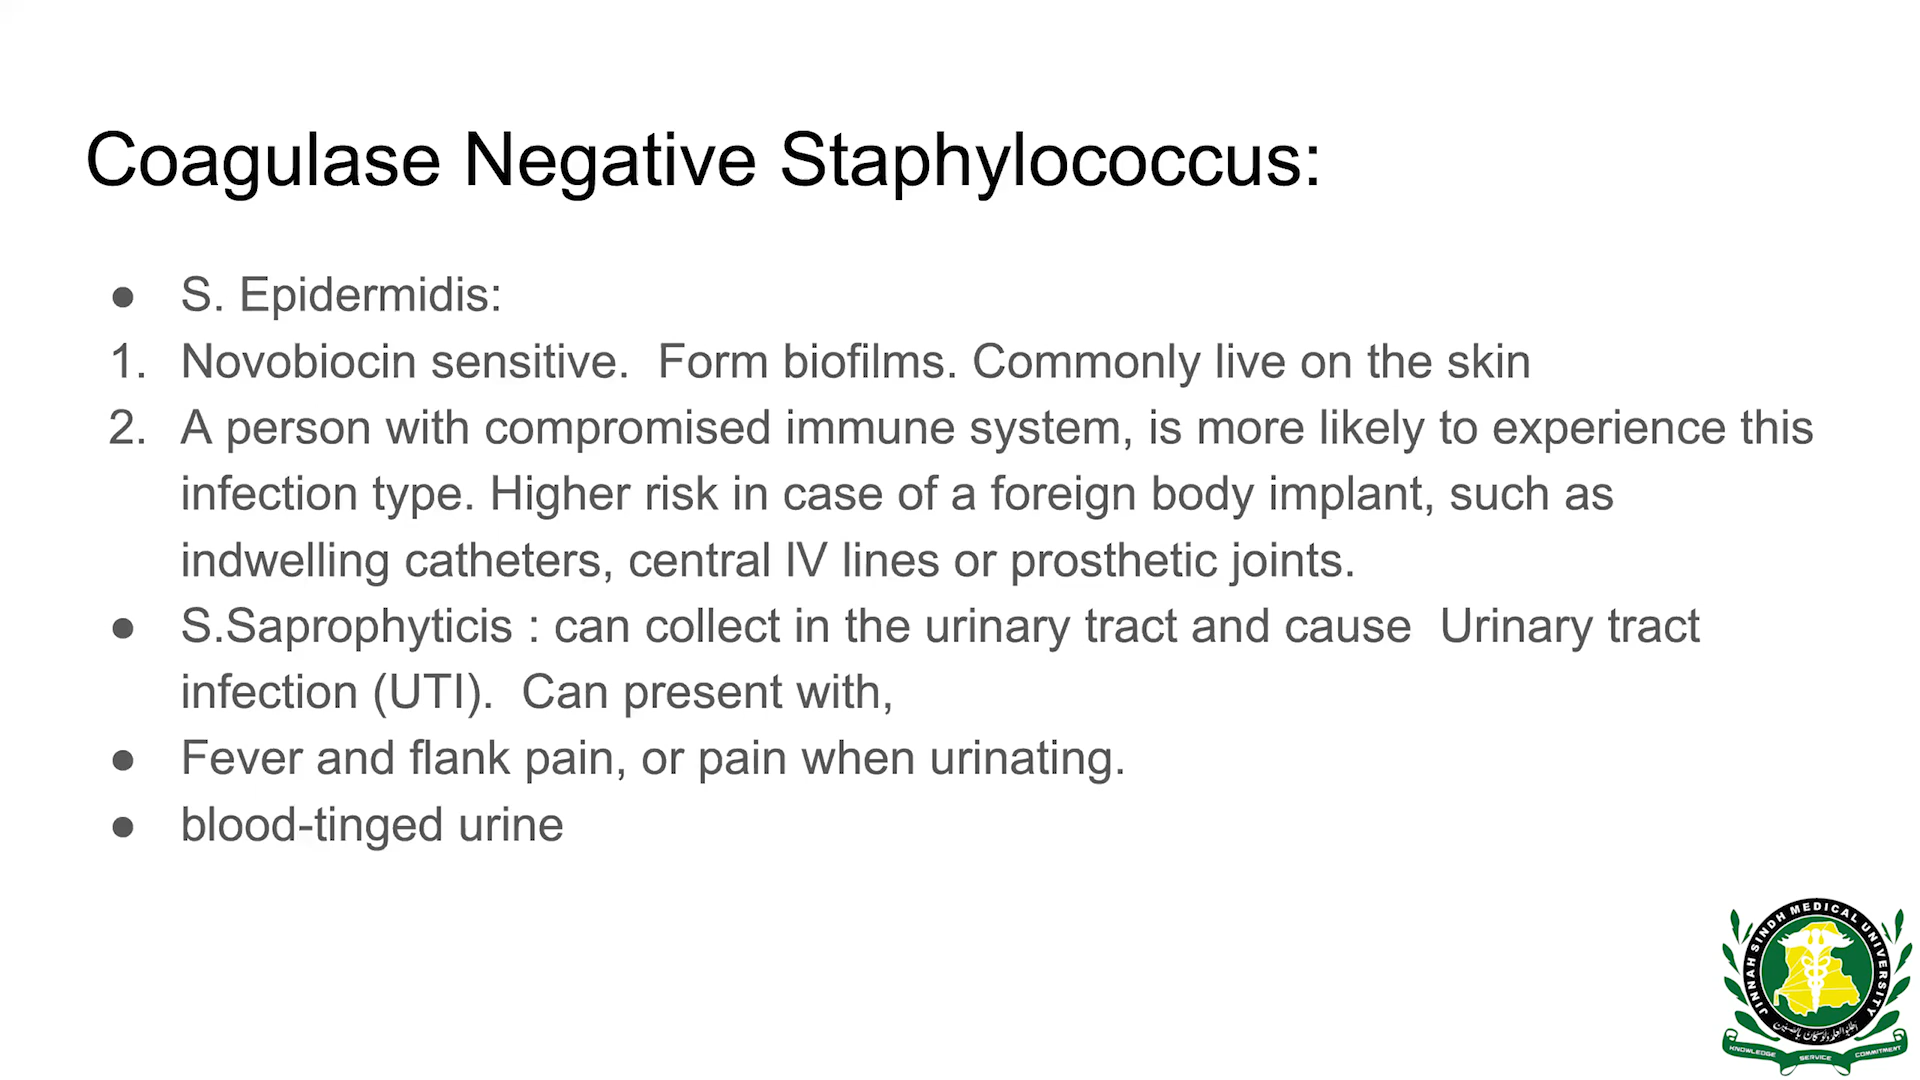 Coagulase Negative Staphylococcus:
● S. Epidermidis:
1. Novobiocin sensitive.  Form biofilms. Commonly live on the skin
2. A person with compromised immune system, is more likely to experience this
infection type. Higher risk in case of a foreign body implant, such as
indwelling catheters, central IV lines or prosthetic joints.
● S.Saprophyticis : can collect in the urinary tract and cause  Urinary tract
infection (UTI).  Can present with,
● Fever and flank pain, or pain when urinating.
● blood-tinged urine
JINNAH SINDH MEDICAL UNIVERSITY
KNOWLEDGE SERVICE COMMITMENT